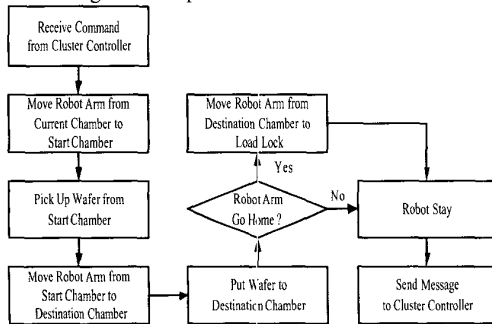 Receive Command
from Cluster Controller
Move Robot Arm from
Current Chamber to
Start Chamber
Pick Up Wafer from
Start Chamber
Move Robot Arm from
Start Chamber to
Destination Chamber
Put Wafer to
Destination Chamber
Robot Arm
Go Home ?
Yes
No
Move Robot Arm from
Destination Chamber to
Load Lock
Robot Stay
Send Message
to Cluster Controller